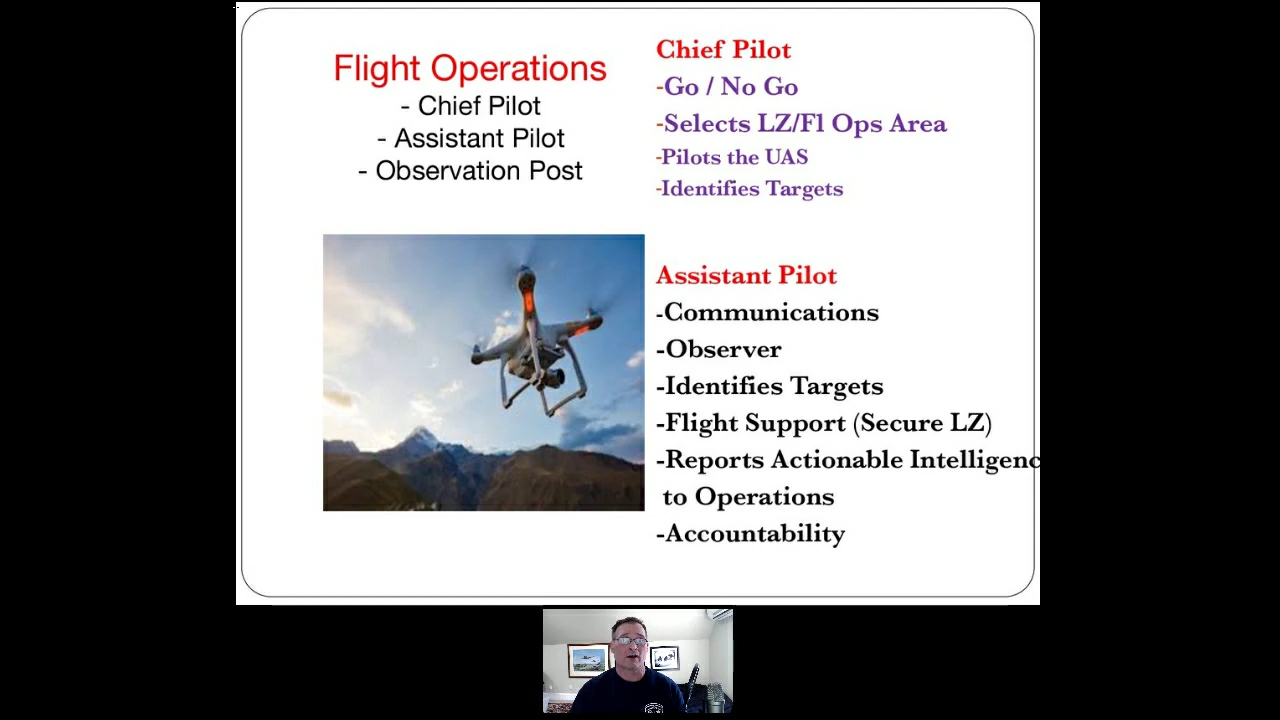 Flight Operations
- Chief Pilot
- Assistant Pilot
- Observation Post
Chief Pilot
-Go / No Go
-Selects LZ/Fl Ops Area
-Pilots the UAS
-Identifies Targets
Assistant Pilot
-Communications
-Observer
-Identifies Targets
-Flight Support (Secure LZ)
-Reports Actionable Intelligenc
to Operations
-Accountability